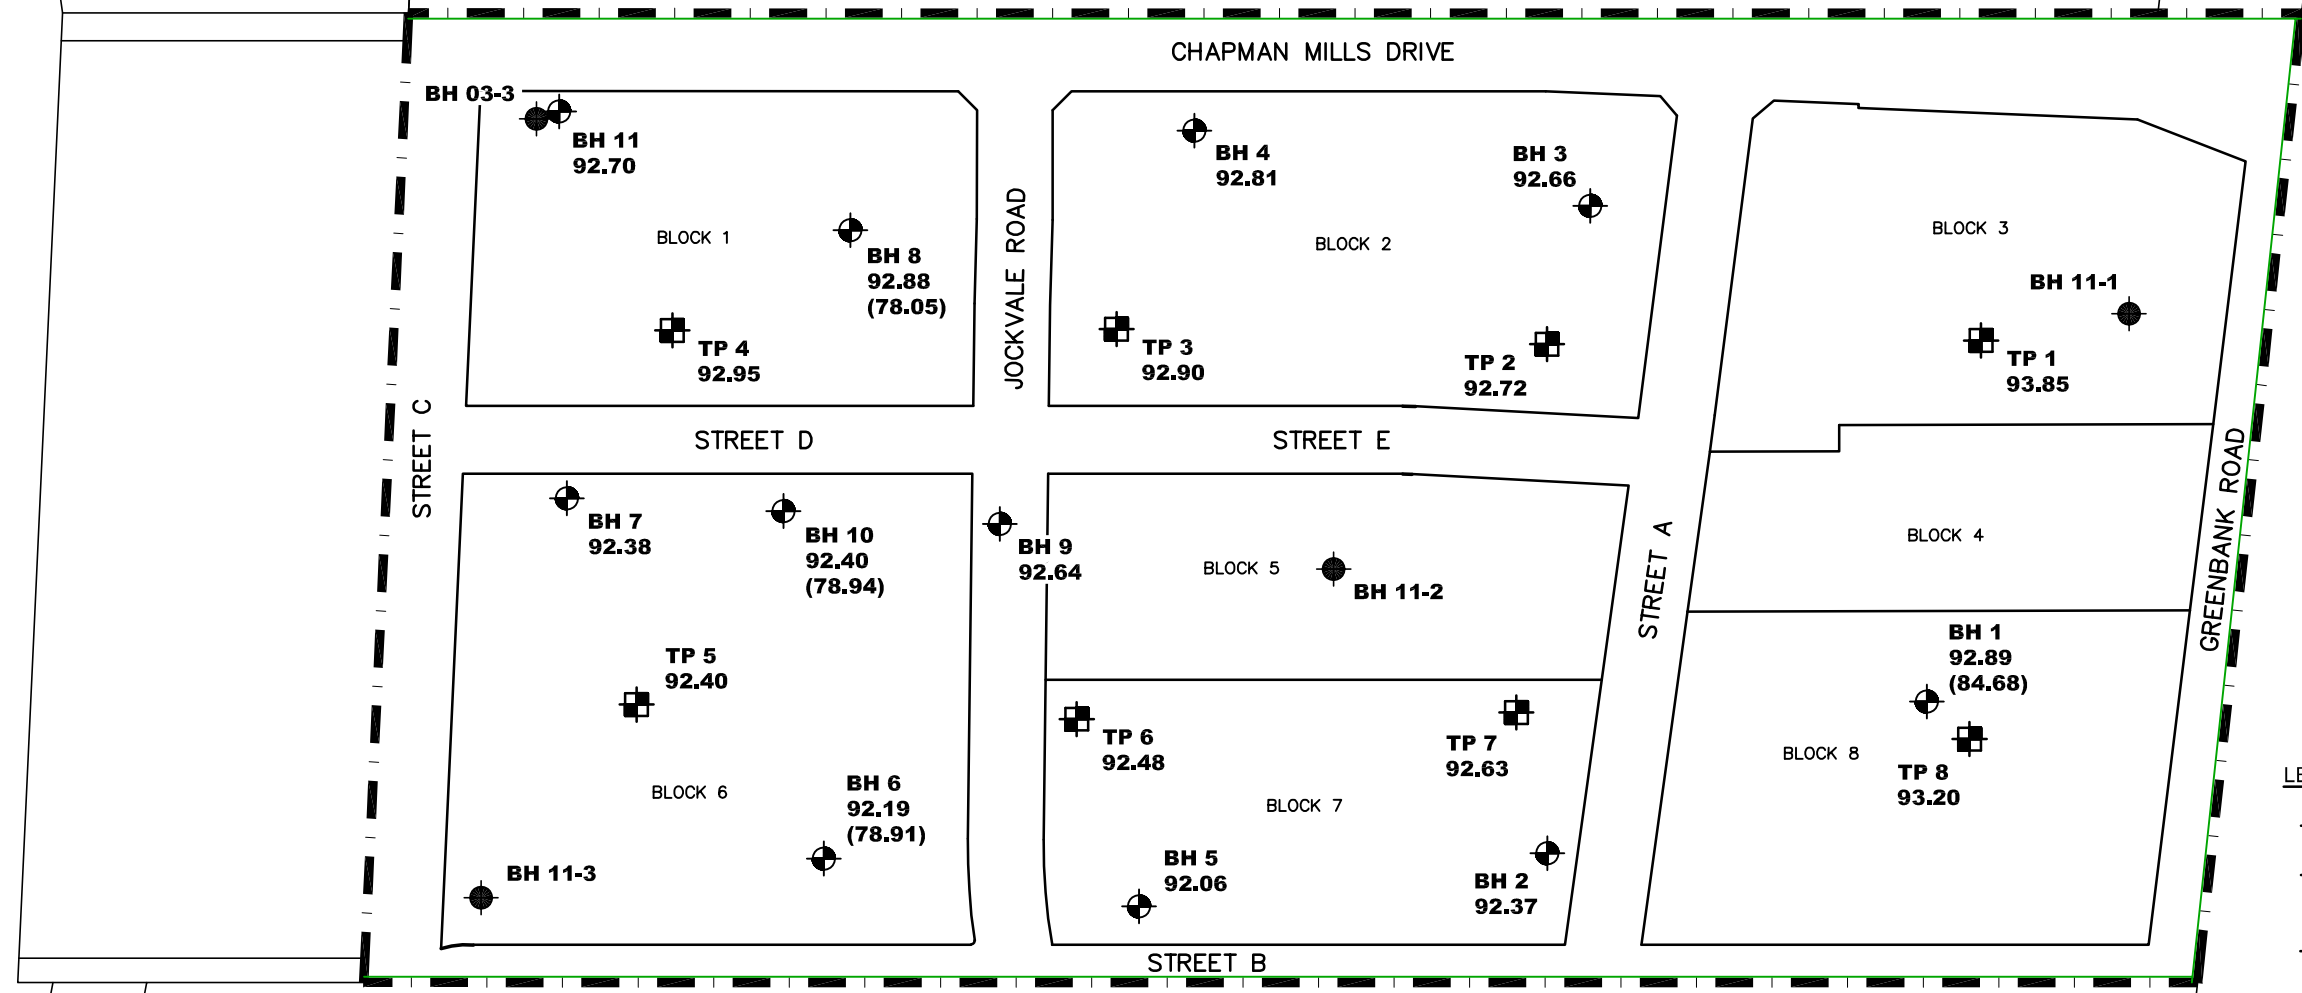 CHAPMAN MILLS DRIVE
BH 03-3
BH 11
92.70
BH 4
92.81
BH 3
92.66
BLOCK 1
BH 8
92.88
(78.05)
JOCKVALE ROAD
BLOCK 2
BLOCK 3
BH 11-1
TP 4
92.95
TP 3
92.90
TP 2
92.72
TP 1
93.85
STREET C
STREET D
STREET E
GREENBANK ROAD
BH 7
92.38
BH 10
92.40
(78.94)
BH 9
92.64
BLOCK 5
BH 11-2
STREET A
BLOCK 4
TP 5
92.40
BH 1
92.89
(84.68)
TP 6
92.48
TP 7
92.63
BLOCK 8
TP 8
93.20
BLOCK 6
BH 6
92.19
(78.91)
BLOCK 7
BH 11-3
BH 5
92.06
BH 2
92.37
STREET B